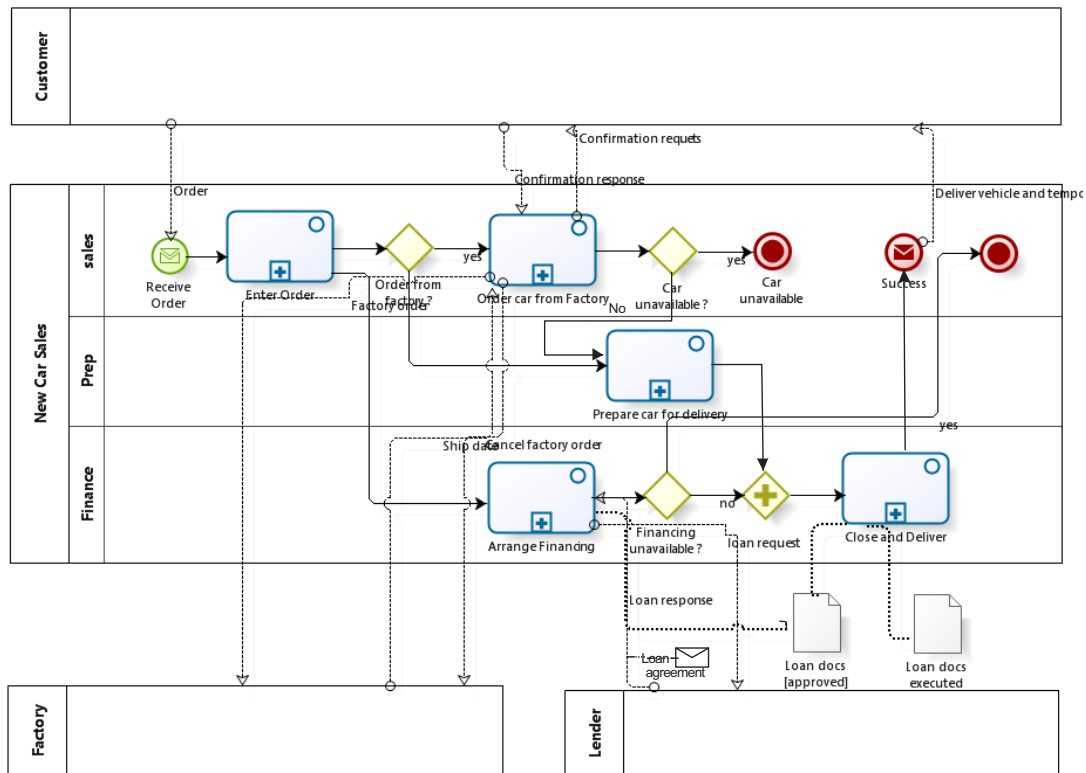 Customer
Confirmation requets
Confirmation response
Order
Deliver vehicle and tempo
New Car Sales
sales
Receive
Order
Enter Order
yes
Order from
factory ?
Factory order
Order car from Factory
yes
Car
unavailable ?
No
Car
unavailable
Success
Prep
Prepare car for delivery
yes
Finance
Ship date
Cancel factory order
Arrange Financing
no
Financing
unavailable ?
loan request
Close and Deliver
Loan response
Loan
agreement
Loan docs
[approved]
Loan docs
executed
Factory
Lender